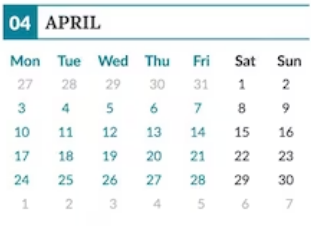 04 APRIL
Mon Tue Wed Thu Fri Sat Sun
27 28 29 30 31 1 2
3 4 5 6 7 8 9
10 11 12 13 14 15 16
17 18 19 20 21 22 23
24 25 26 27 28 29 30
1 2 3 4 5 6 7